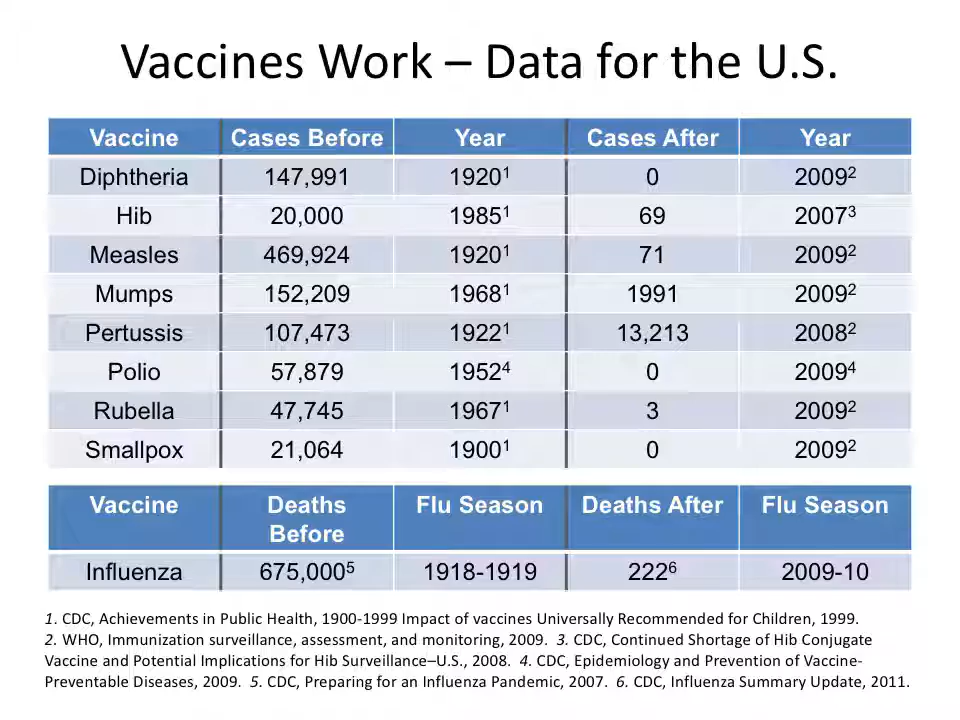 Vaccines Work – Data for the U.S.
Vaccine Cases Before Year Cases After Year
Diphtheria 147,991 1920¹ 0 2009²
Hib 20,000 1985¹ 69 2007³
Measles 469,924 1920¹ 71 2009²
Mumps 152,209 1968¹ 1991 2009²
Pertussis 107,473 1922¹ 13,213 2008²
Polio 57,879 1952⁴ 0 2009⁴
Rubella 47,745 1967¹ 3 2009²
Smallpox 21,064 1900¹ 0 2009²
Vaccine Deaths Before Flu Season Deaths After Flu Season
Influenza 675,000⁵ 1918-1919 222⁶ 2009-10
1. CDC, Achievements in Public Health, 1900-1999 Impact of vaccines Universally Recommended for Children, 1999.
2. WHO, Immunization surveillance, assessment, and monitoring, 2009. 3. CDC, Continued Shortage of Hib Conjugate
Vaccine and Potential Implications for Hib Surveillance–U.S., 2008. 4. CDC, Epidemiology and Prevention of Vaccine-
Preventable Diseases, 2009. 5. CDC, Preparing for an Influenza Pandemic, 2007. 6. CDC, Influenza Summary Update, 2011.